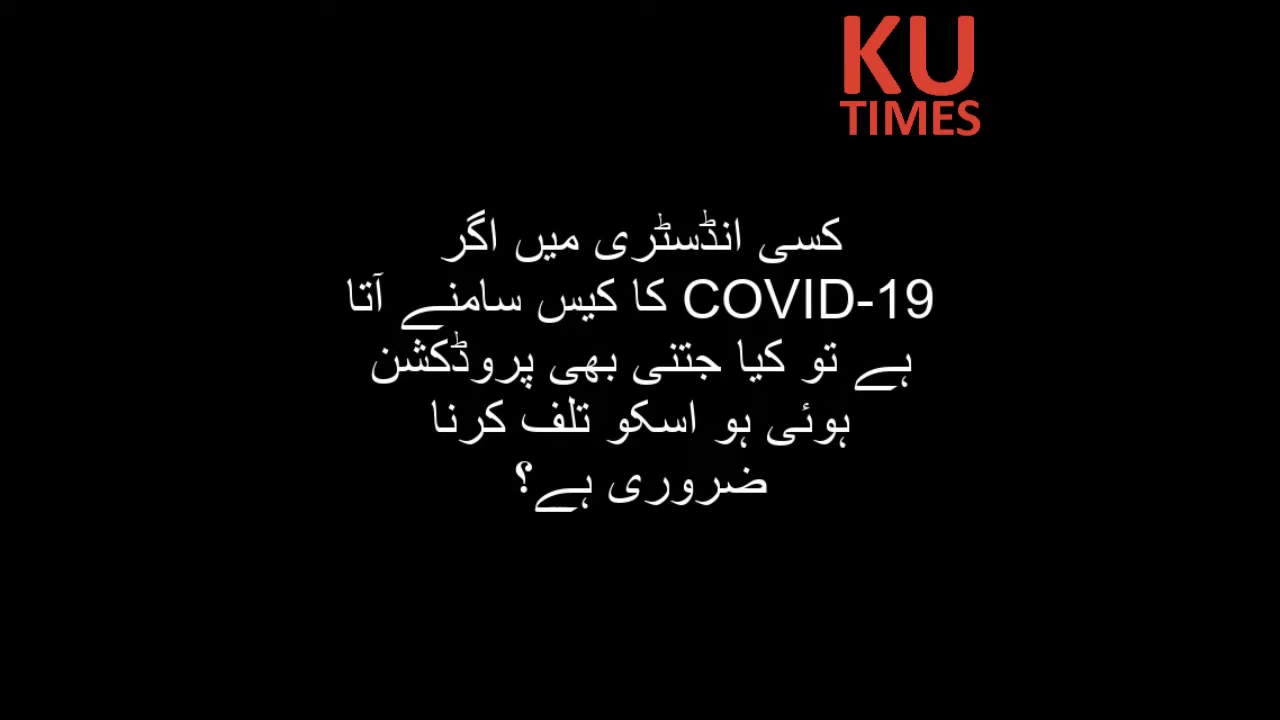 KU
TIMES
کسی انڈسٹری میں اگر
COVID-19 کا کیس سامنے آتا
ہے تو کیا جتنی بھی پروڈکشن
ہوئی ہو اسکو تلف کرنا
ضروری ہے؟